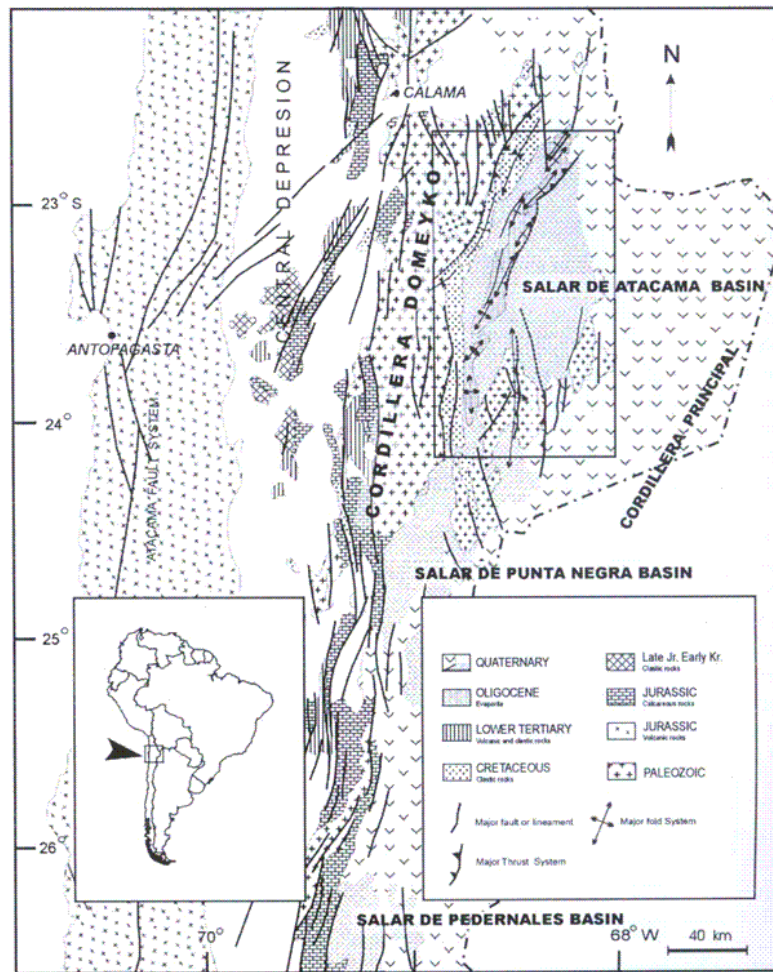 N
CALAMA
CENTRAL DEPRESION
23° S
CORDILLERA DOMEYKO
SALAR DE ATACAMA BASIN
ANTOFAGASTA
24°
ATACAMA FAULT SYSTEM
CORDILLERA PRINCIPAL
SALAR DE PUNTA NEGRA BASIN
25°
QUATERNARY
OLIGOCENE
Evaporita
LOWER TERTIARY
Volcanic and clastic rocks
CRETACEOUS
Clastic rocks
Late Jr. Early Kr.
Clastic rocks
JURASSIC
Calcareous rocks
JURASSIC
Volcanic rocks
PALEOZOIC
Major fault or lineament
Major fold System
Major Thrust System
26°
SALAR DE PEDERNALES BASIN
70°
68° W
40 km